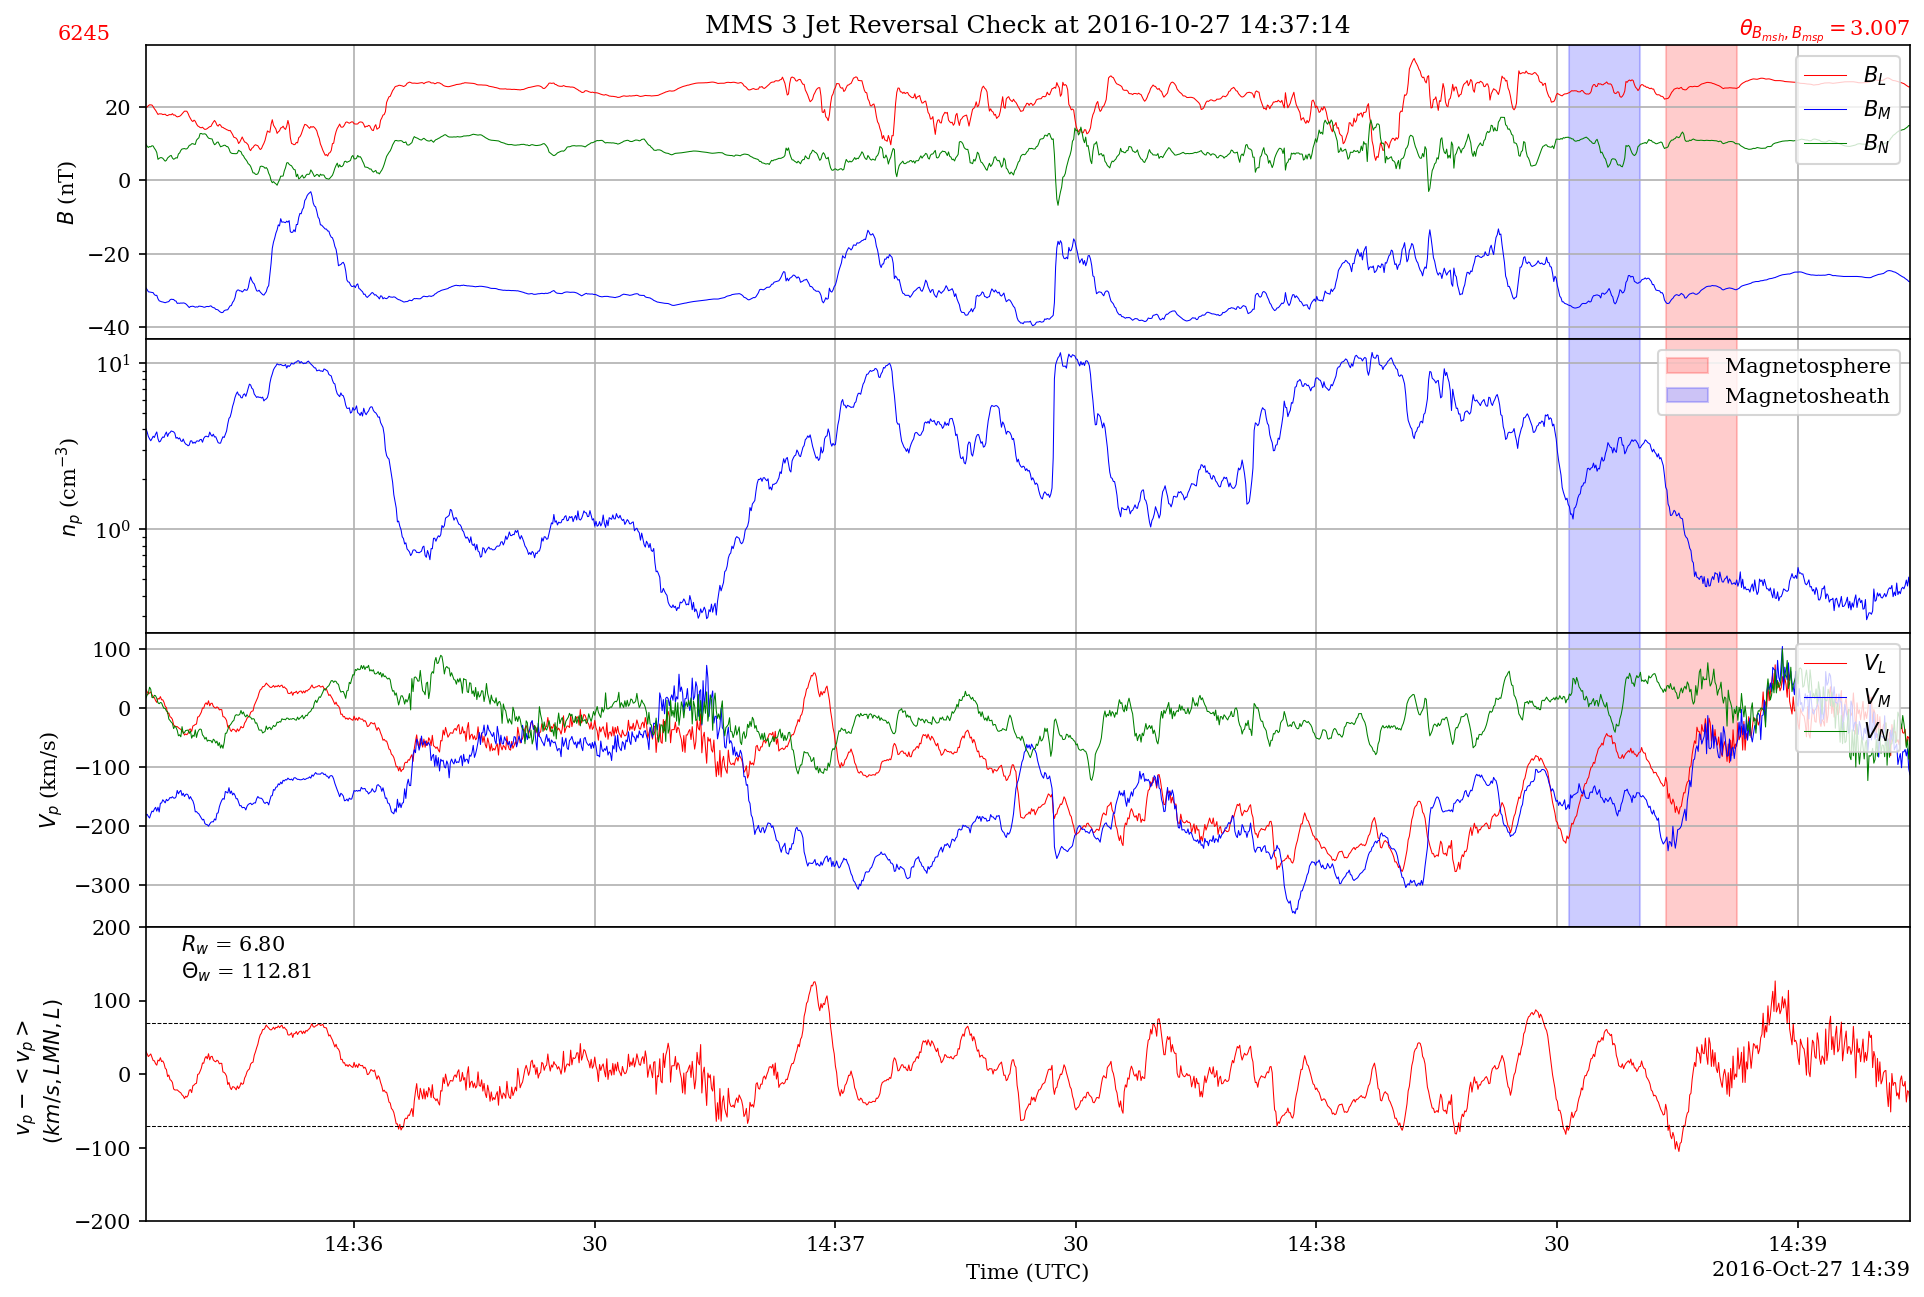 MMS 3 Jet Reversal Check at 2016-10-27 14:37:14
6245
θ_{B_{msh}, B_{msp}} = 3.007
B (nT)
20
0
−20
−40
B_L
B_M
B_N
n_p (cm^{−3})
10^1
10^0
Magnetosphere
Magnetosheath
V_p (km/s)
100
0
−100
−200
−300
V_L
V_M
V_N
v_p − < v_p >
(km/s, LMN, L)
200
100
0
−100
−200
R_w = 6.80
Θ_w = 112.81
14:36 30 14:37 30 14:38 30 14:39
Time (UTC)
2016-Oct-27 14:39